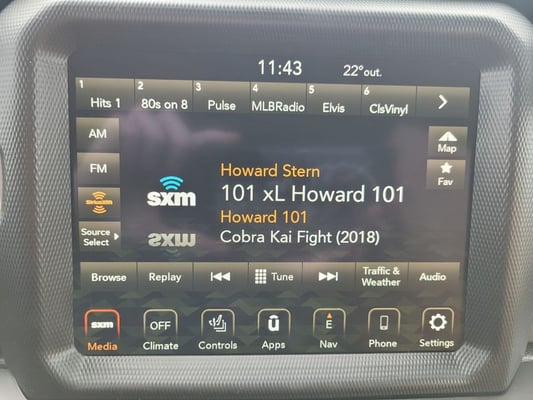 11:43 22°out.
1 Hits 1 2 80s on 8 3 Pulse 4 MLBRadio 5 Elvis 6 ClsVinyl
AM
Map
FM
Fav
SiriusXM
Source
Select
sxm
Howard Stern
101 xL Howard 101
Howard 101
Cobra Kai Fight (2018)
Browse Replay Tune Traffic &
Weather Audio
sxm OFF û E
Media Climate Controls Apps Nav Phone Settings